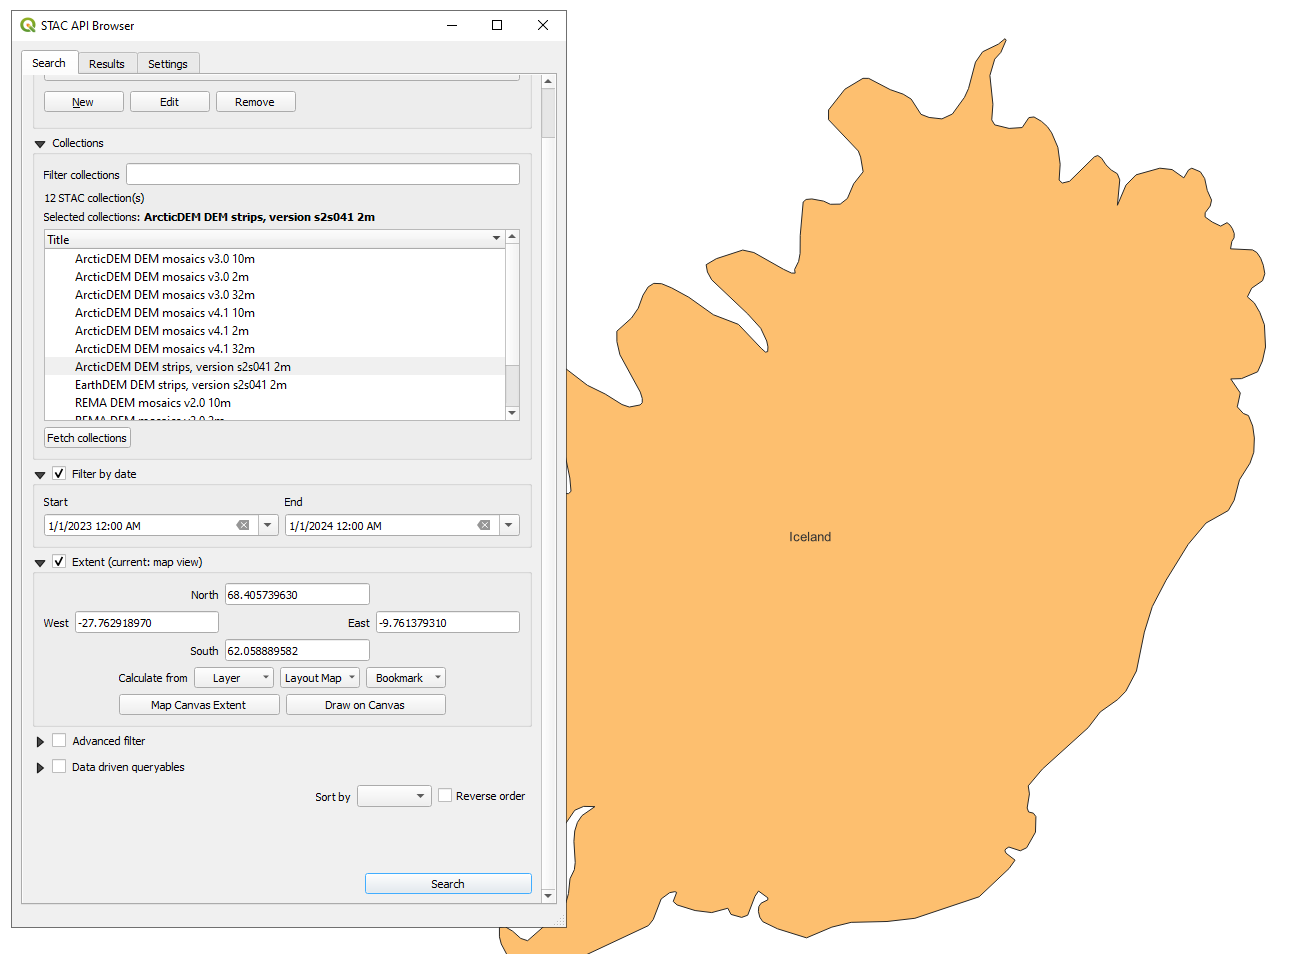 STAC API Browser
Search Results Settings
New Edit Remove
Collections
Filter collections
12 STAC collection(s)
Selected collections: ArcticDEM DEM strips, version s2s041 2m
Title
ArcticDEM DEM mosaics v3.0 10m
ArcticDEM DEM mosaics v3.0 2m
ArcticDEM DEM mosaics v3.0 32m
ArcticDEM DEM mosaics v4.1 10m
ArcticDEM DEM mosaics v4.1 2m
ArcticDEM DEM mosaics v4.1 32m
ArcticDEM DEM strips, version s2s041 2m
EarthDEM DEM strips, version s2s041 2m
REMA DEM mosaics v2.0 10m
REMA DEM mosaics v2.0 2m
Fetch collections
Filter by date
Start End
1/1/2023 12:00 AM 1/1/2024 12:00 AM
Extent (current: map view)
North 68.405739630
West -27.762918970 East -9.761379310
South 62.058889582
Calculate from Layer Layout Map Bookmark
Map Canvas Extent Draw on Canvas
Advanced filter
Data driven queryables
Sort by Reverse order
Search
Iceland